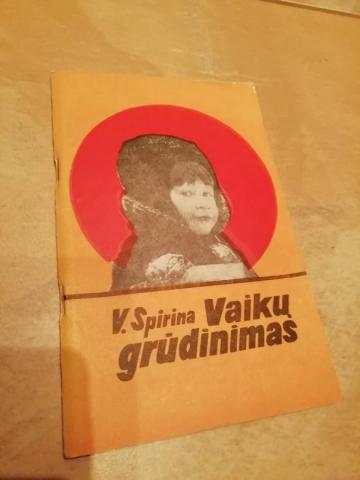 V. Spirina Vaikų
grūdinimas